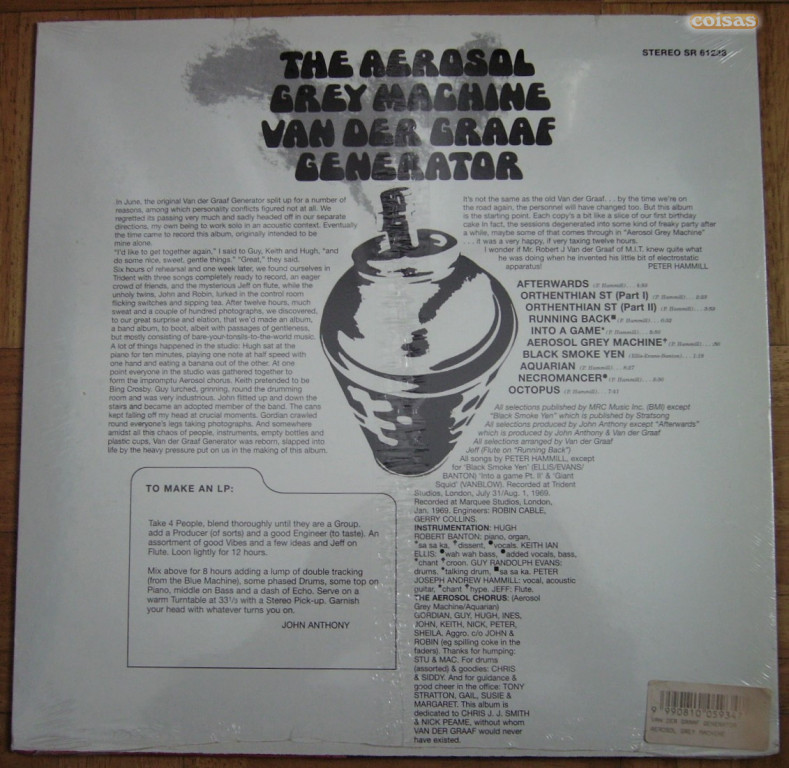 coisas
STEREO SR 61238
THE AEROSOL
GREY MACHINE
VAN DER GRAAF
GENERATOR
In June, the original Van der Graaf Generator split up for a number of
reasons, among which personality conflicts figured not at all. We
regretted its passing very much and sadly headed off in our separate
directions, my own being to work solo in an acoustic context. Eventually
the time came to record this album, originally intended to be
mine alone.
"I'd like to get together again," I said to Guy, Keith and Hugh, "and
do some nice, sweet, gentle things." "Great," they said.
Six hours of rehearsal and one week later, we found ourselves in
Trident with three songs completely ready to record, an eager
crowd of friends, and the mysterious Jeff on flute, while the
unholy twins, John and Robin, lurked in the control room
flicking switches and sipping tea. After twelve hours, much
sweat and a couple of hundred photographs, we discovered,
to our great surprise and elation, that we'd made an album,
a band album, to boot, albeit with passages of gentleness,
but mostly consisting of bare-your-tonsils-to-the-world music.
A lot of things happened in the studio: Hugh sat at the
piano for ten minutes, playing one note at half speed with
one hand and eating a banana out of the other. At one
point everyone in the studio was gathered together to
form the impromptu Aerosol chorus. Keith pretended to be
Bing Crosby. Guy lurched, grinning, round the drumming
room and was very industrious. John flitted up and down the
stairs and became an adopted member of the band. The cans
kept falling off my head at crucial moments. Gordian crawled
round everyone's legs taking photographs. And somewhere
amidst all this chaos of people, instruments, empty bottles and
plastic cups, Van der Graaf Generator was reborn, slapped into
life by the heavy pressure put on us in the making of this album.
It's not the same as the old Van der Graaf. . . by the time we're on
the road again, the personnel will have changed too. But this album
is the starting point. Each copy's a bit like a slice of our first birthday
cake In fact, the sessions degenerated into some kind of freaky party after
a while, maybe some of that comes through in "Aerosol Grey Machine"
. . . it was a very happy, if very taxing twelve hours.
I wonder if Mr. Robert J Van der Graaf of M.I.T. knew quite what
he was doing when he invented his little bit of electrostatic
apparatus! PETER HAMMILL
AFTERWARDS (P. Hammill)
ORTHENTHIAN ST (Part I) (P. Hammill)
ORTHENTHIAN ST (Part II) (P. Hammill)
RUNNING BACK■ (P. Hammill)
INTO A GAME* (P. Hammill)
AEROSOL GREY MACHINE* (P. Hammill)
BLACK SMOKE YEN (Ellis-Evans-Banton)
AQUARIAN (P. Hammill)
NECROMANCER* (P. Hammill)
OCTOPUS (P. Hammill)
All selections published by MRC Music Inc. (BMI) except
"Black Smoke Yen" which is published by Stratsong
All selections produced by John Anthony except "Afterwards"
which is produced by John Anthony & Van der Graaf
All selections arranged by Van der Graaf
Jeff (Flute on "Running Back")
All songs by PETER HAMMILL, except
for 'Black Smoke Yen' (ELLIS/EVANS/
BANTON) 'Into a game Pt. II' & 'Giant
Squid' (VANBLOW). Recorded at Trident
Studios, London, July 31/Aug. 1, 1969.
Recorded at Marquee Studios, London,
Jan. 1969. Engineers: ROBIN CABLE,
GERRY COLLINS.
INSTRUMENTATION: HUGH
ROBERT BANTON: piano, organ,
*sa sa ka, *dissent, ●vocals. KEITH IAN
ELLIS: ●wah wah bass, ●added vocals, bass,
*chant *croon. GUY RANDOLPH EVANS:
drums, *talking drum, ■sa sa ka. PETER
JOSEPH ANDREW HAMMILL: vocal, acoustic
guitar, *chant *hype. JEFF: Flute.
THE AEROSOL CHORUS: (Aerosol
Grey Machine/Aquarian)
GORDIAN, GUY, HUGH, INES,
JOHN, KEITH, NICK, PETER,
SHEILA, Aggro. c/o JOHN &
ROBIN (eg spilling coke in the
faders). Thanks for humping:
STU & MAC. For drums
(assorted) & goodies: CHRIS
& SIDDY. And for guidance &
good cheer in the office: TONY
STRATTON, GAIL, SUSIE &
MARGARET. This album is
dedicated to CHRIS J. J. SMITH
& NICK PEAME, without whom
VAN DER GRAAF would never
have existed.
TO MAKE AN LP:
Take 4 People, blend thoroughly until they are a Group.
add a Producer (of sorts) and a good Engineer (to taste). An
assortment of good Vibes and a few ideas and Jeff on
Flute. Loon lightly for 12 hours.
Mix above for 8 hours adding a lump of double tracking
(from the Blue Machine), some phased Drums, some top on
Piano, middle on Bass and a dash of Echo. Serve on a
warm Turntable at 33 1/3 with a Stereo Pick-up. Garnish
your head with whatever turns you on.
JOHN ANTHONY
VAN DER GRAAF GENERATOR
AEROSOL GREY MACHINE